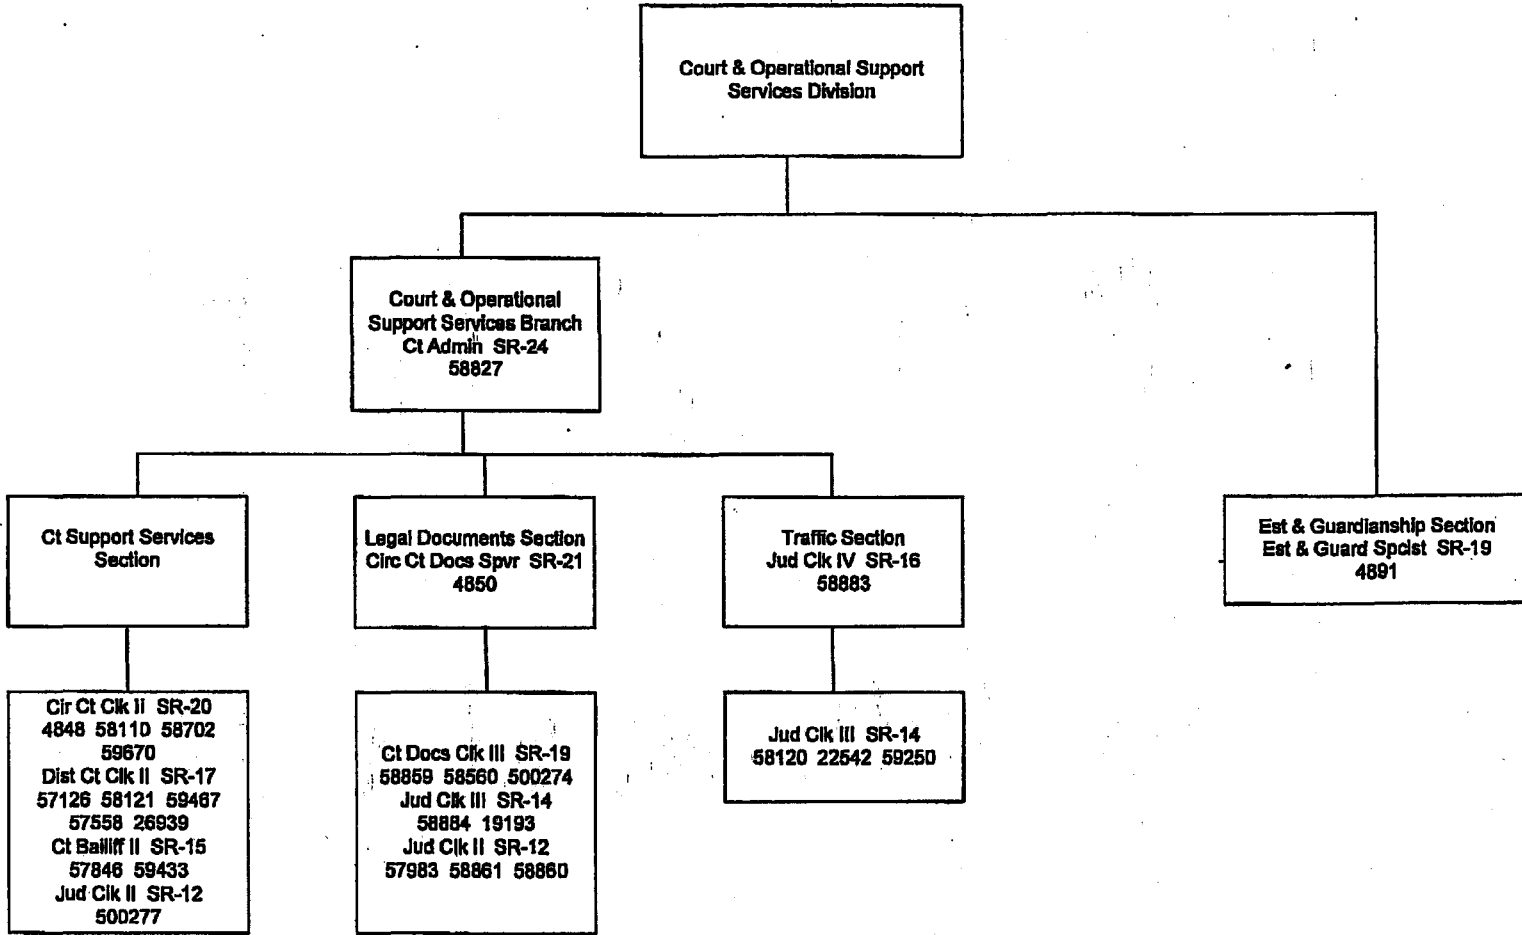 Court & Operational Support
Services Division
Court & Operational
Support Services Branch
Ct Admin SR-24
58827
Ct Support Services
Section
Legal Documents Section
Circ Ct Docs Spvr SR-21
4850
Traffic Section
Jud Clk IV SR-16
58883
Est & Guardianship Section
Est & Guard Spclst SR-19
4891
Cir Ct Clk II SR-20
4848 58110 58702
59670
Dist Ct Clk II SR-17
57126 58121 59467
57558 26939
Ct Bailiff II SR-15
57846 59433
Jud Clk II SR-12
500277
Ct Docs Clk III SR-19
58859 58560 500274
Jud Clk III SR-14
58884 19193
Jud Clk II SR-12
57983 58861 58860
Jud Clk III SR-14
58120 22542 59250